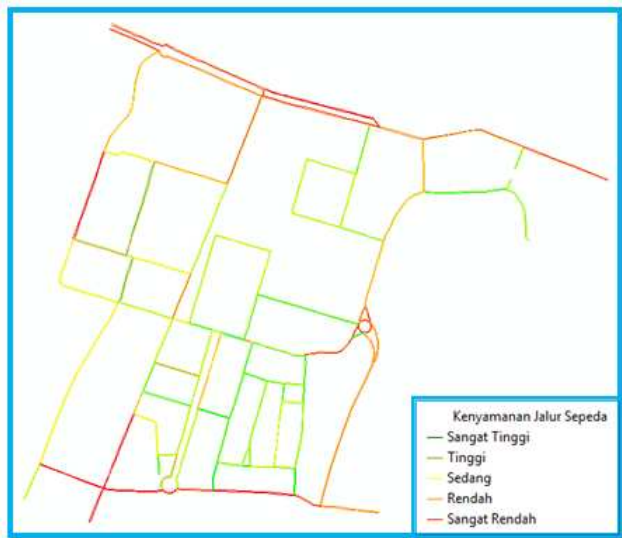 Kenyamanan Jalur Sepeda
Sangat Tinggi
Tinggi
Sedang
Rendah
Sangat Rendah